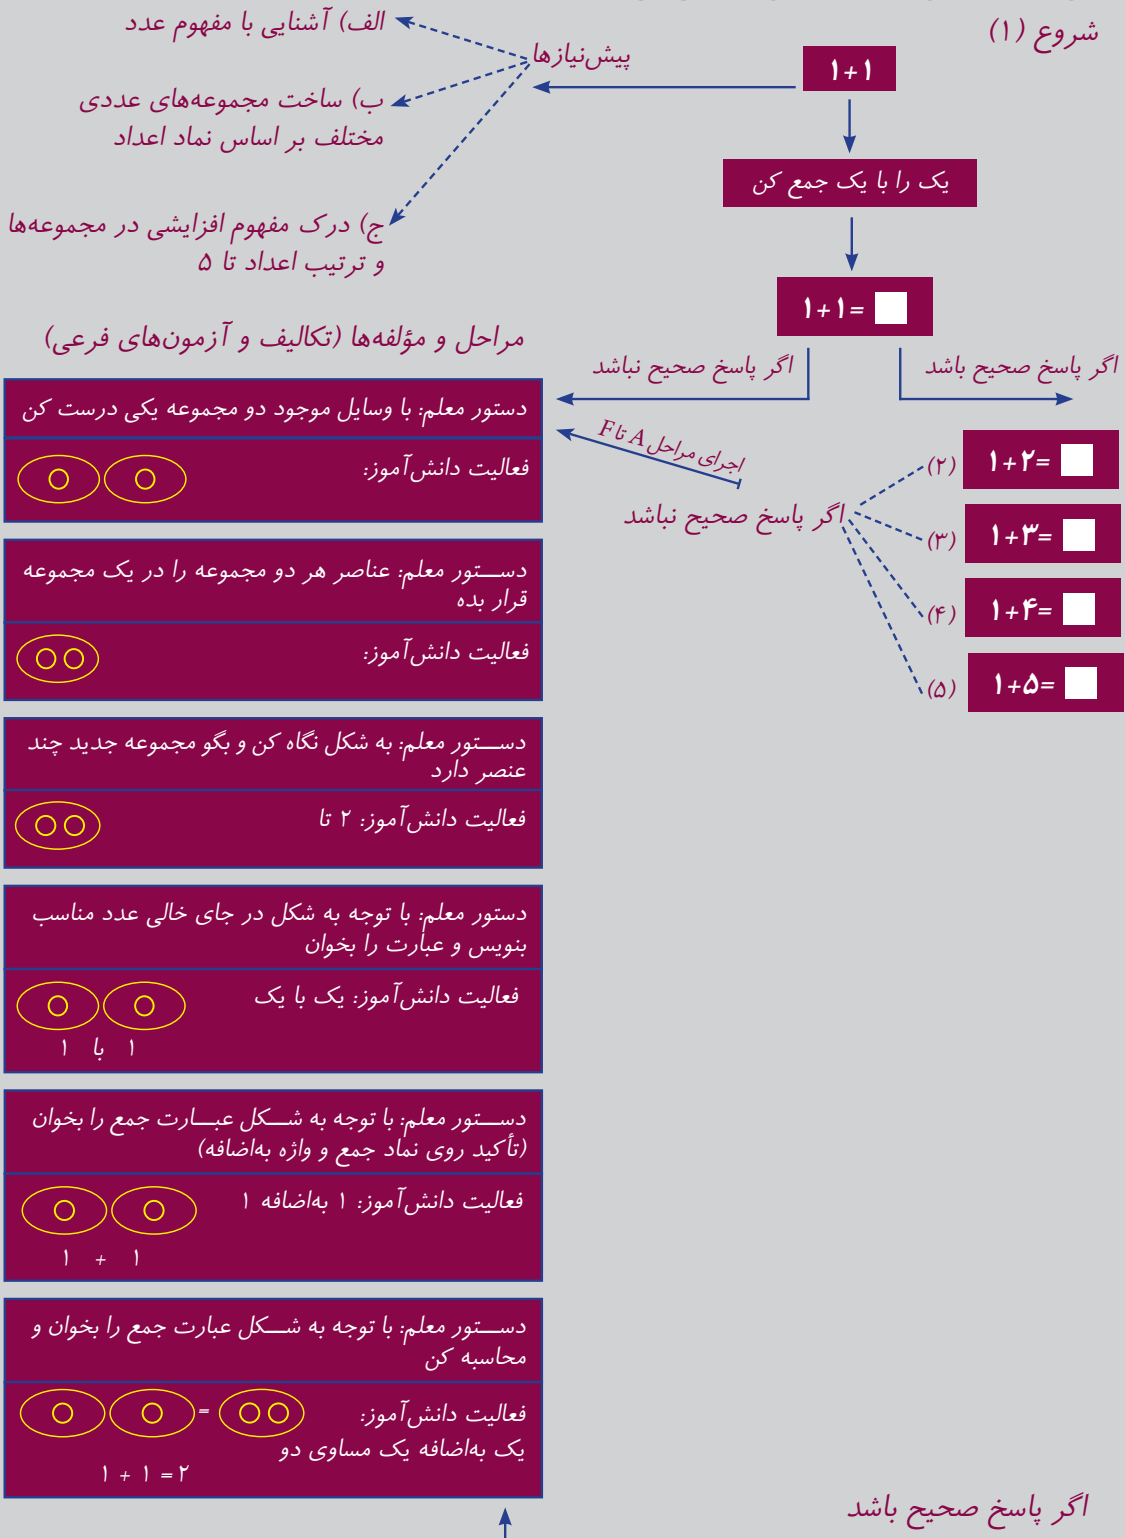 شروع (۱)
۱+۱
پیش‌نیازها
الف) آشنایی با مفهوم عدد
ب) ساخت مجموعه‌های عددی
مختلف بر اساس نماد اعداد
ج) درک مفهوم افزایشی در مجموعه‌ها
و ترتیب اعداد تا ۵
یک را با یک جمع کن
۱+۱=
اگر پاسخ صحیح باشد
اگر پاسخ صحیح نباشد
اجرای مراحل A تا F
(۲) ۱+۲=
(۳) ۱+۳=
(۴) ۱+۴=
(۵) ۱+۵=
اگر پاسخ صحیح نباشد
مراحل و مؤلفه‌ها (تکالیف و آزمون‌های فرعی)
دستور معلم: با وسایل موجود دو مجموعه یکی درست کن
فعالیت دانش‌آموز:
دستور معلم: عناصر هر دو مجموعه را در یک مجموعه
قرار بده
فعالیت دانش‌آموز:
دستور معلم: به شکل نگاه کن و بگو مجموعه جدید چند
عنصر دارد
فعالیت دانش‌آموز: ۲ تا
دستور معلم: با توجه به شکل در جای خالی عدد مناسب
بنویس و عبارت را بخوان
فعالیت دانش‌آموز: یک با یک
۱ با ۱
دستور معلم: با توجه به شکل عبارت جمع را بخوان
(تأکید روی نماد جمع و واژه به‌اضافه)
فعالیت دانش‌آموز: ۱ به‌اضافه ۱
۱ + ۱
دستور معلم: با توجه به شکل عبارت جمع را بخوان و
محاسبه کن
فعالیت دانش‌آموز:
=
یک به‌اضافه یک مساوی دو
۱ + ۱ = ۲
اگر پاسخ صحیح باشد